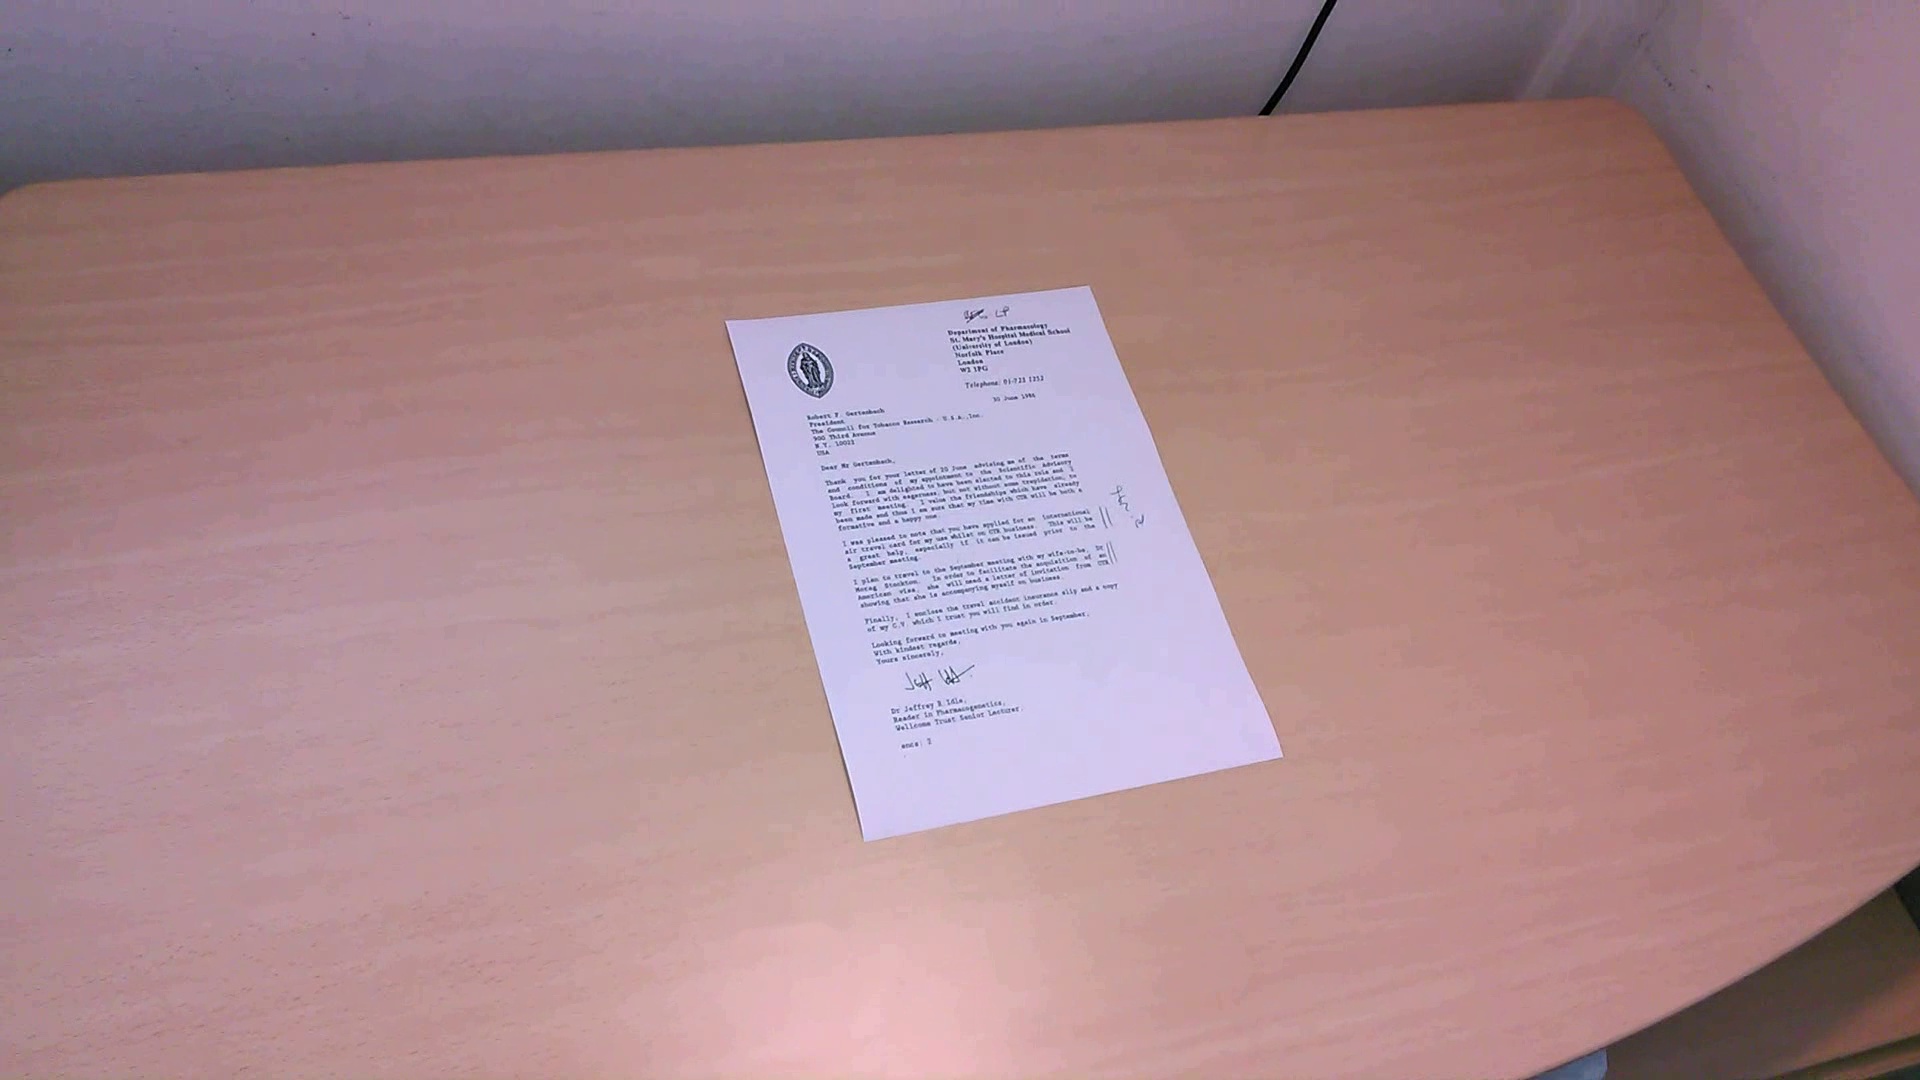 LP
Department of Pharmacology
St. Mary's Hospital Medical School
(University of London)
Norfolk Place
London
W2 1PG
Telephone: 01-723 1252
30 June 1986
Robert F. Gertenbach
President
The Council for Tobacco Research - U.S.A.,Inc.
900 Third Avenue
N.Y. 10022
USA
Dear Mr Gertenbach,
Thank you for your letter of 20 June advising me of the terms
and conditions of my appointment to the Scientific Advisory
Board. I am delighted to have been elected to this role and I
look forward with eagerness, but not without some trepidation, to
my first meeting. I value the friendships which have already
been made and thus I am sure that my time with CTR will be both a
formative and a happy one.
I was pleased to note that you have applied for an international
air travel card for my use whilst on CTR business. This will be
a great help, especially if it can be issued prior to the
September meeting.
I plan to travel to the September meeting with my wife-to-be, Dr
Morag Stockton. In order to facilitate the acquisition of an
American visa, she will need a letter of invitation from CTR
showing that she is accompanying myself on business.
Finally, I enclose the travel accident insurance slip and a copy
of my C.V. which I trust you will find in order.
Looking forward to meeting with you again in September,
With kindest regards,
Yours sincerely,
Dr Jeffrey R Idle,
Reader in Pharmacogenetics,
Wellcome Trust Senior Lecturer.
encs: 2